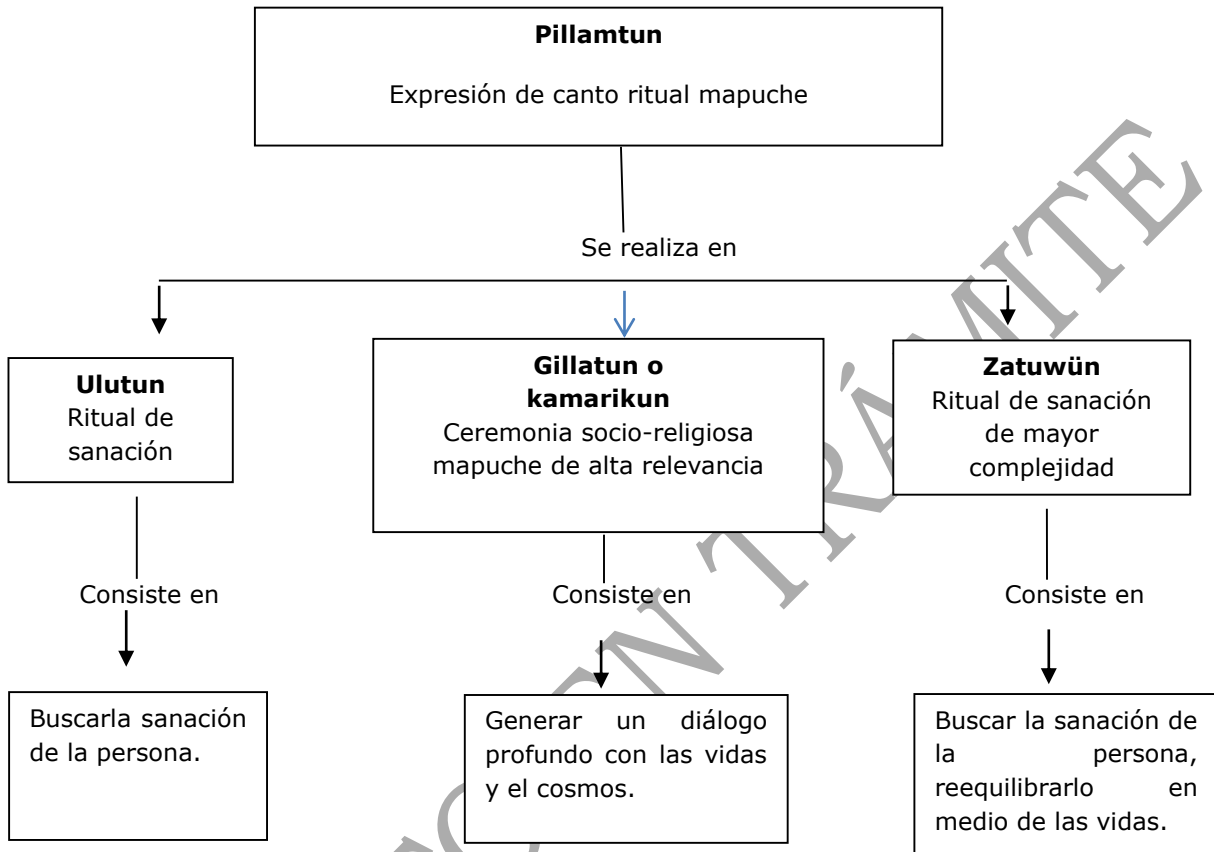 Pillamtun
Expresión de canto ritual mapuche
Se realiza en
Ulutun
Ritual de
sanación
Gillatun o
kamarikun
Ceremonia socio-religiosa
mapuche de alta relevancia
Zatuwün
Ritual de sanación
de mayor
complejidad
Consiste en
Consiste en
Consiste en
Buscarla sanación
de la persona.
Generar un diálogo
profundo con las vidas
y el cosmos.
Buscar la sanación de
la persona,
reequilibrarlo en
medio de las vidas.
EN TRÁMITE